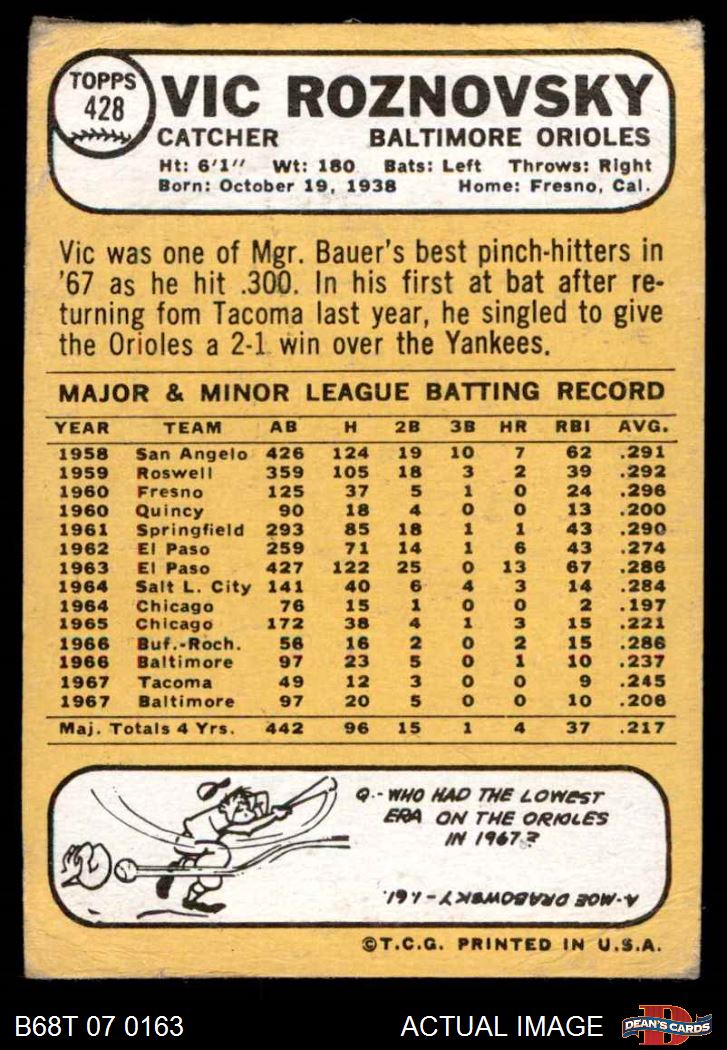 TOPPS
428
VIC ROZNOVSKY
CATCHER BALTIMORE ORIOLES
Ht: 6'1" Wt: 180 Bats: Left Throws: Right
Born: October 19, 1938 Home: Fresno, Cal.
Vic was one of Mgr. Bauer's best pinch-hitters in
'67 as he hit .300. In his first at bat after re-
turning fom Tacoma last year, he singled to give
the Orioles a 2-1 win over the Yankees.
MAJOR & MINOR LEAGUE BATTING RECORD
YEAR TEAM AB H 2B 3B HR RBI AVG.
1958 San Angelo 426 124 19 10 7 62 .291
1959 Roswell 359 105 18 3 2 39 .292
1960 Fresno 125 37 5 1 0 24 .296
1960 Quincy 90 18 4 0 0 13 .200
1961 Springfield 293 85 18 1 1 43 .290
1962 El Paso 259 71 14 1 6 43 .274
1963 El Paso 427 122 25 0 13 67 .286
1964 Salt L. City 141 40 6 4 3 14 .284
1964 Chicago 76 15 1 0 0 2 .197
1965 Chicago 172 38 4 1 3 15 .221
1966 Buf.-Roch. 56 16 2 0 2 15 .286
1966 Baltimore 97 23 5 0 1 10 .237
1967 Tacoma 49 12 3 0 0 9 .245
1967 Baltimore 97 20 5 0 0 10 .206
Maj. Totals 4 Yrs. 442 96 15 1 4 37 .217
Q.- WHO HAD THE LOWEST
ERA ON THE ORIOLES
IN 1967?
A-MOE DRABOWSKY-1.61.
©T.C.G. PRINTED IN U.S.A.
B68T 07 0163 ACTUAL IMAGE
D
DEAN'S CARDS